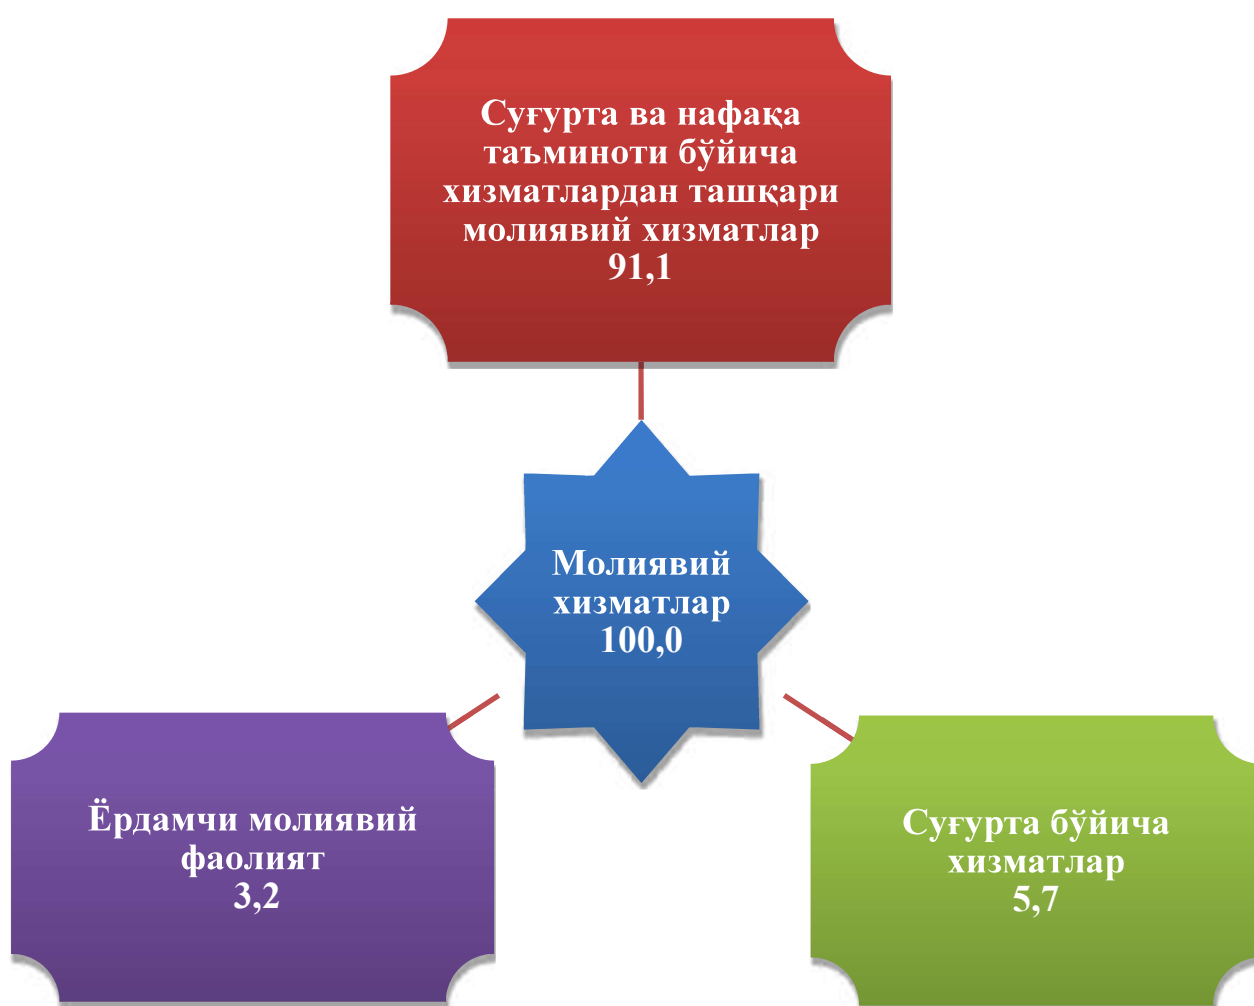 Суғурта ва нафақа
таъминоти бўйича
хизматлардан ташқари
молиявий хизматлар
91,1
Молиявий
хизматлар
100,0
Ёрдамчи молиявий
фаолият
3,2
Суғурта бўйича
хизматлар
5,7